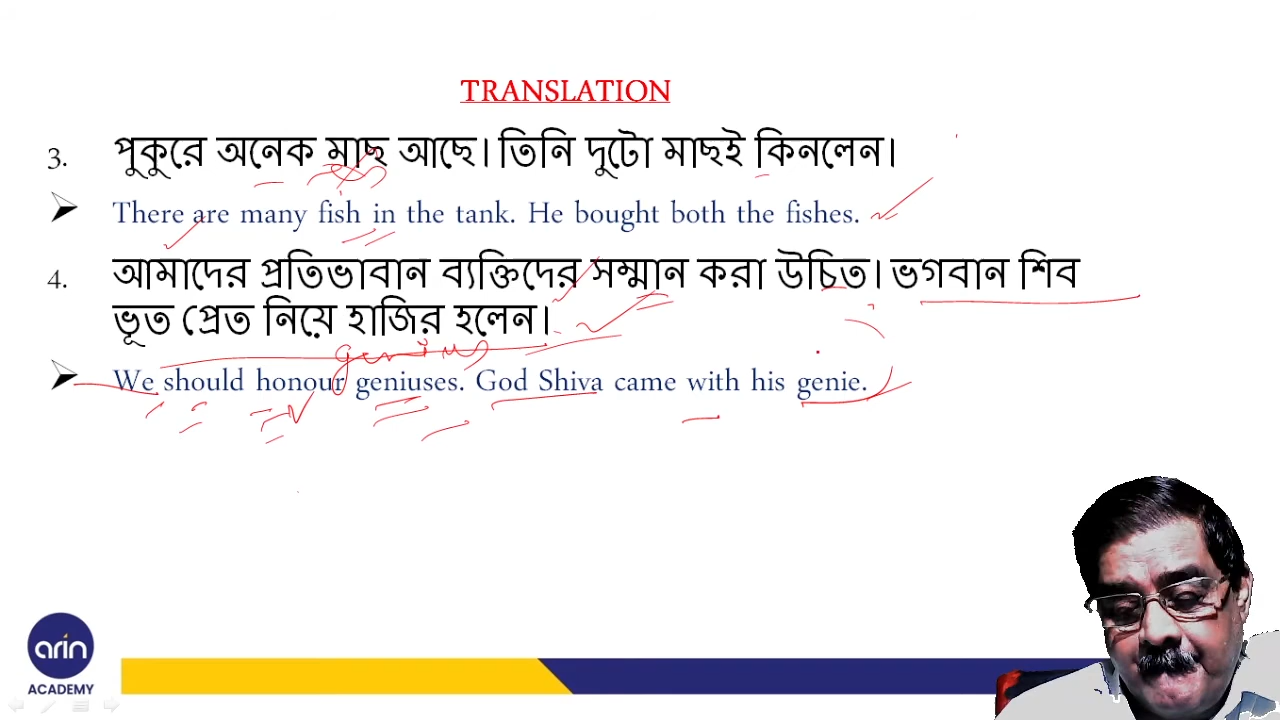 TRANSLATION
3. পুকুরে অনেক মাছ আছে। তিনি দুটো মাছই কিনলেন।
There are many fish in the tank. He bought both the fishes.
4. আমাদের প্রতিভাবান ব্যক্তিদের সম্মান করা উচিত। ভগবান শিব
ভূত প্রেত নিয়ে হাজির হলেন।
genius
We should honour geniuses. God Shiva came with his genie.
arin
ACADEMY